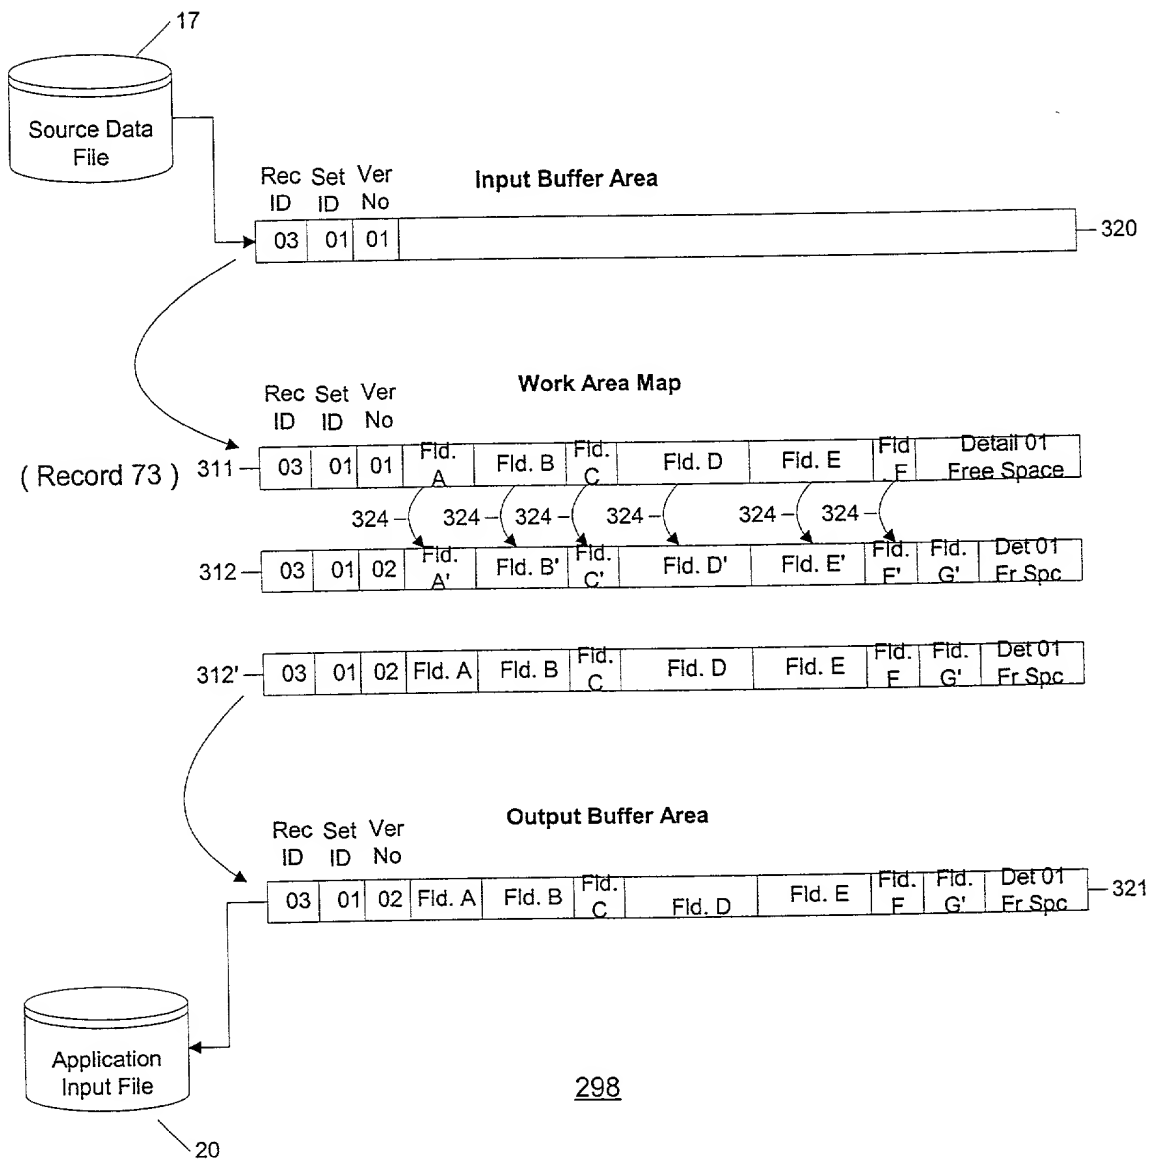 17
Source Data
File
Rec Set Ver
ID ID No
Input Buffer Area
03 01 01
320
Work Area Map
Rec Set Ver
ID ID No
( Record 73 ) 311 03 01 01 Fld. A Fld. B Fld. C Fld. D Fld. E Fld. F Detail 01 Free Space
324 324 324 324 324 324
312 03 01 02 Fld. A' Fld. B' Fld. C' Fld. D' Fld. E' Fld. F' Fld. G' Det 01 Fr Spc
312' 03 01 02 Fld. A Fld. B Fld. C Fld. D Fld. E Fld. F Fld. G' Det 01 Fr Spc
Output Buffer Area
Rec Set Ver
ID ID No
03 01 02 Fld. A Fld. B Fld. C Fld. D Fld. E Fld. F Fld. G' Det 01 Fr Spc
321
Application
Input File
298
20